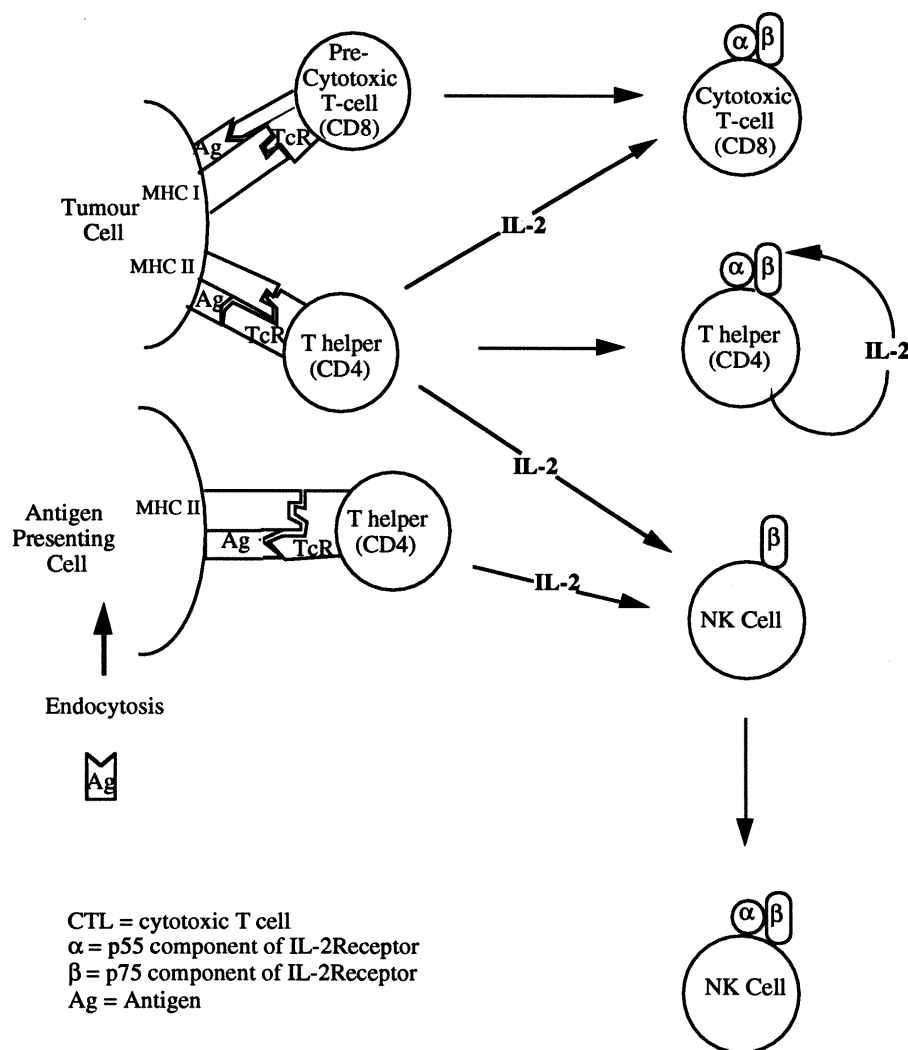 Pre-
Cytotoxic
T-cell
(CD8)
Ag
TcR
MHC I
Tumour
Cell
MHC II
Ag
TcR
T helper
(CD4)
α
β
Cytotoxic
T-cell
(CD8)
IL-2
α
β
T helper
(CD4)
IL-2
IL-2
Antigen
Presenting
Cell
MHC II
Ag
TcR
T helper
(CD4)
IL-2
β
NK Cell
Endocytosis
Ag
α
β
NK Cell
CTL = cytotoxic T cell
α = p55 component of IL-2Receptor
β = p75 component of IL-2Receptor
Ag = Antigen